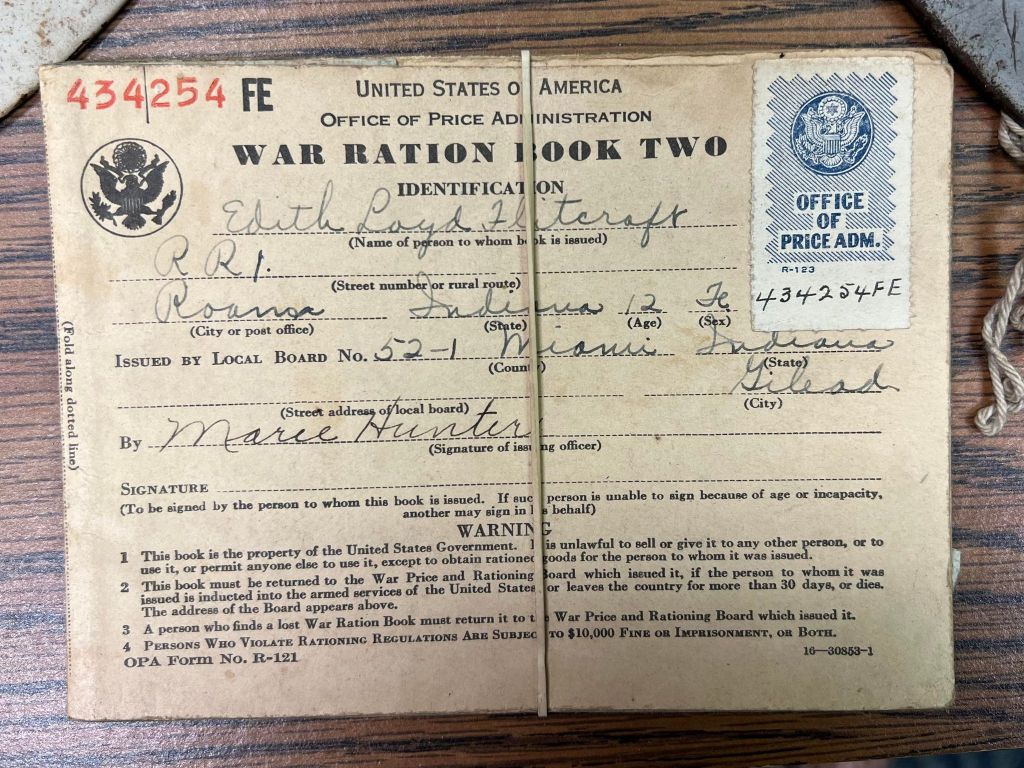 434254 FE
UNITED STATES OF AMERICA
OFFICE OF PRICE ADMINISTRATION
WAR RATION BOOK TWO
IDENTIFICATION
OFFICE
OF
PRICE ADM.
R-123
434254FE
Edith Loyd Flitcraft
(Name of person to whom book is issued)
R R 1.
(Street number or rural route)
Roann Indiana 12 Fe
(City or post office) (State) (Age) (Sex)
ISSUED BY LOCAL BOARD No. 52-1 Miami Indiana
(County) (State)
Gilead
(Street address of local board) (City)
By Marie Hunter
(Signature of issuing officer)
(Fold along dotted line)
SIGNATURE
(To be signed by the person to whom this book is issued. If such person is unable to sign because of age or incapacity,
another may sign in his behalf)
WARNING
1 This book is the property of the United States Government. It is unlawful to sell or give it to any other person, or to
use it, or permit anyone else to use it, except to obtain rationed goods for the person to whom it was issued.
2 This book must be returned to the War Price and Rationing Board which issued it, if the person to whom it was
issued is inducted into the armed services of the United States, or leaves the country for more than 30 days, or dies.
The address of the Board appears above.
3 A person who finds a lost War Ration Book must return it to the War Price and Rationing Board which issued it.
4 PERSONS WHO VIOLATE RATIONING REGULATIONS ARE SUBJECT TO $10,000 FINE OR IMPRISONMENT, OR BOTH.
OPA Form No. R-121 16—30853-1